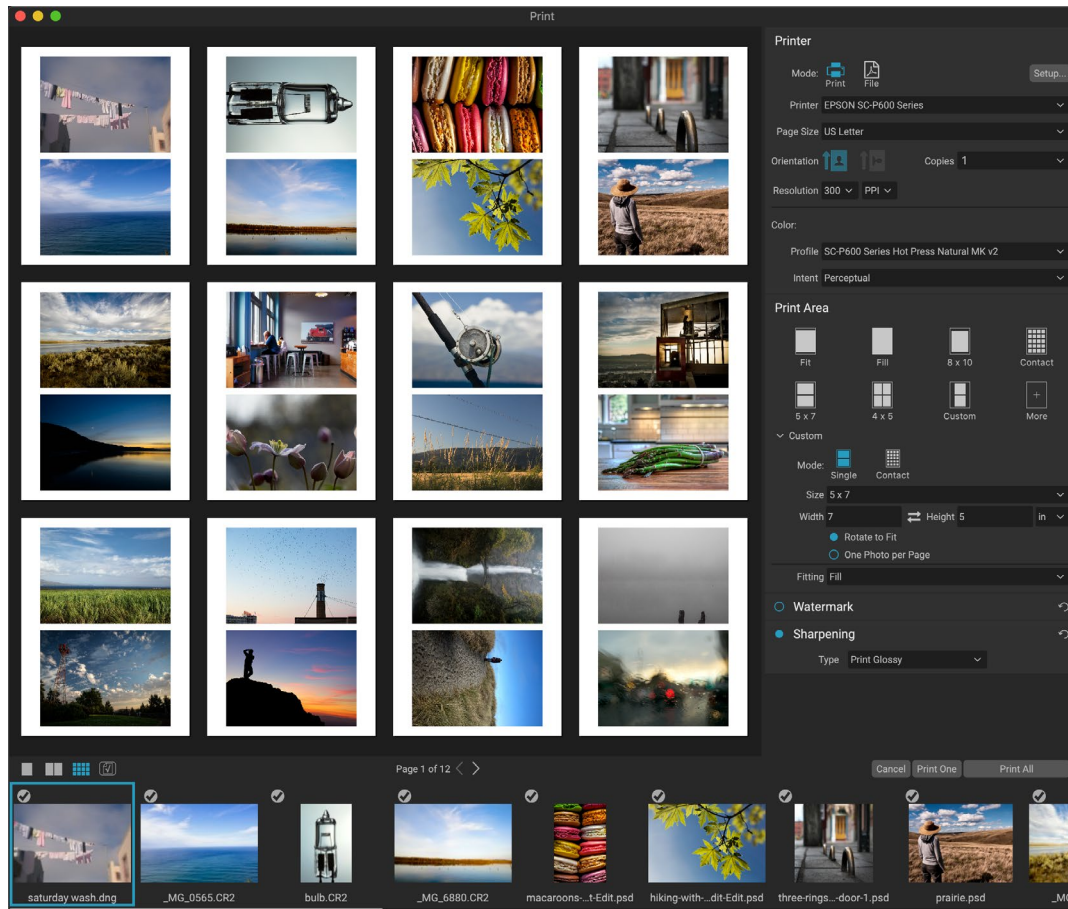 Print
Printer
Mode:
Print
File
Setup...
Printer EPSON SC-P600 Series
Page Size US Letter
Orientation
Copies 1
Resolution 300 PPI
Color:
Profile SC-P600 Series Hot Press Natural MK v2
Intent Perceptual
Print Area
Fit
Fill
8 x 10
Contact
5 x 7
4 x 5
Custom
More
Custom
Mode:
Single
Contact
Size 5 x 7
Width 7
Height 5
in
Rotate to Fit
One Photo per Page
Fitting Fill
Watermark
Sharpening
Type Print Glossy
Page 1 of 12
Cancel
Print One
Print All
saturday wash.dng
_MG_0565.CR2
bulb.CR2
_MG_6880.CR2
macaroons-...t-Edit.psd
hiking-with-...dit-Edit.psd
three-rings...-door-1.psd
prairie.psd
_MG